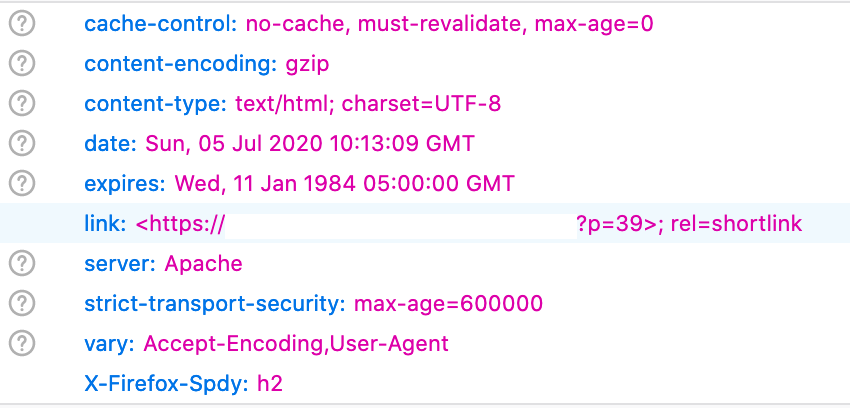 cache-control: no-cache, must-revalidate, max-age=0
content-encoding: gzip
content-type: text/html; charset=UTF-8
date: Sun, 05 Jul 2020 10:13:09 GMT
expires: Wed, 11 Jan 1984 05:00:00 GMT
link: <https:// ?p=39>; rel=shortlink
server: Apache
strict-transport-security: max-age=600000
vary: Accept-Encoding,User-Agent
X-Firefox-Spdy: h2